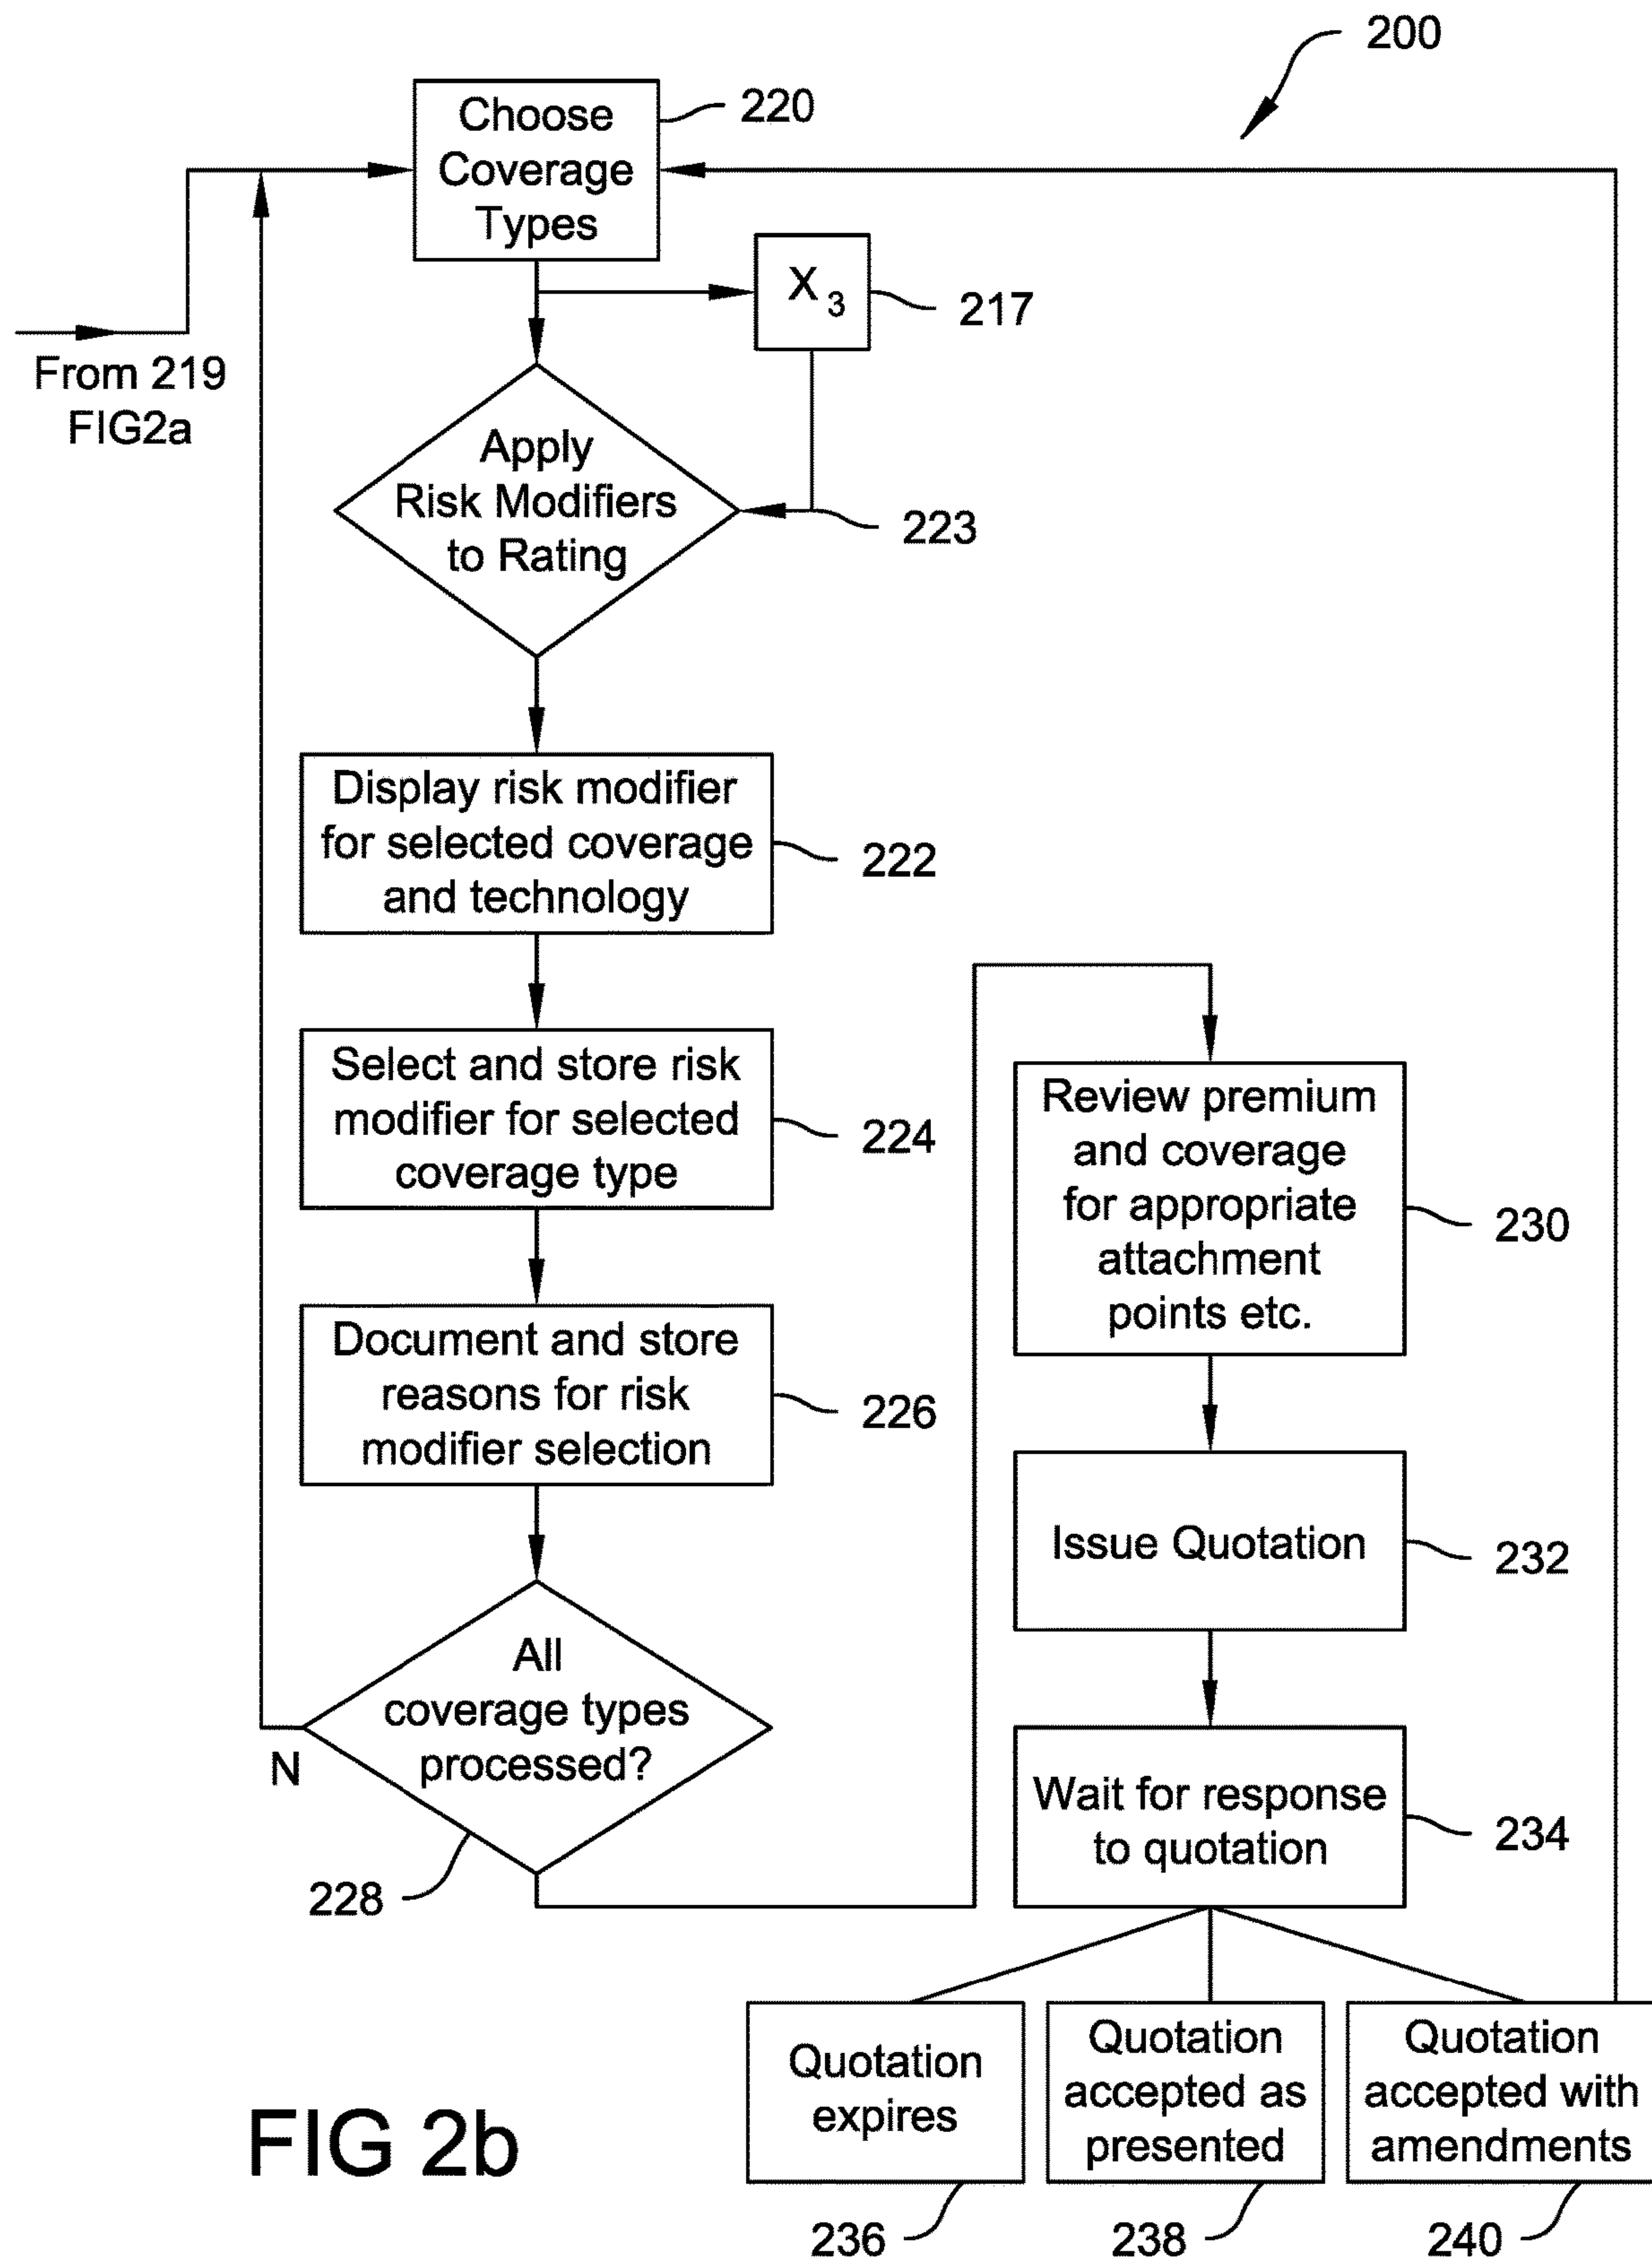 200
Choose
Coverage
Types
220
X 3
217
From 219
FIG2a
Apply
Risk Modifiers
to Rating
223
Display risk modifier
for selected coverage
and technology
222
Select and store risk
modifier for selected
coverage type
224
Document and store
reasons for risk
modifier selection
226
All
coverage types
processed?
N
228
Review premium
and coverage
for appropriate
attachment
points etc.
230
Issue Quotation
232
Wait for response
to quotation
234
Quotation
expires
236
Quotation
accepted as
presented
238
Quotation
accepted with
amendments
240
FIG 2b